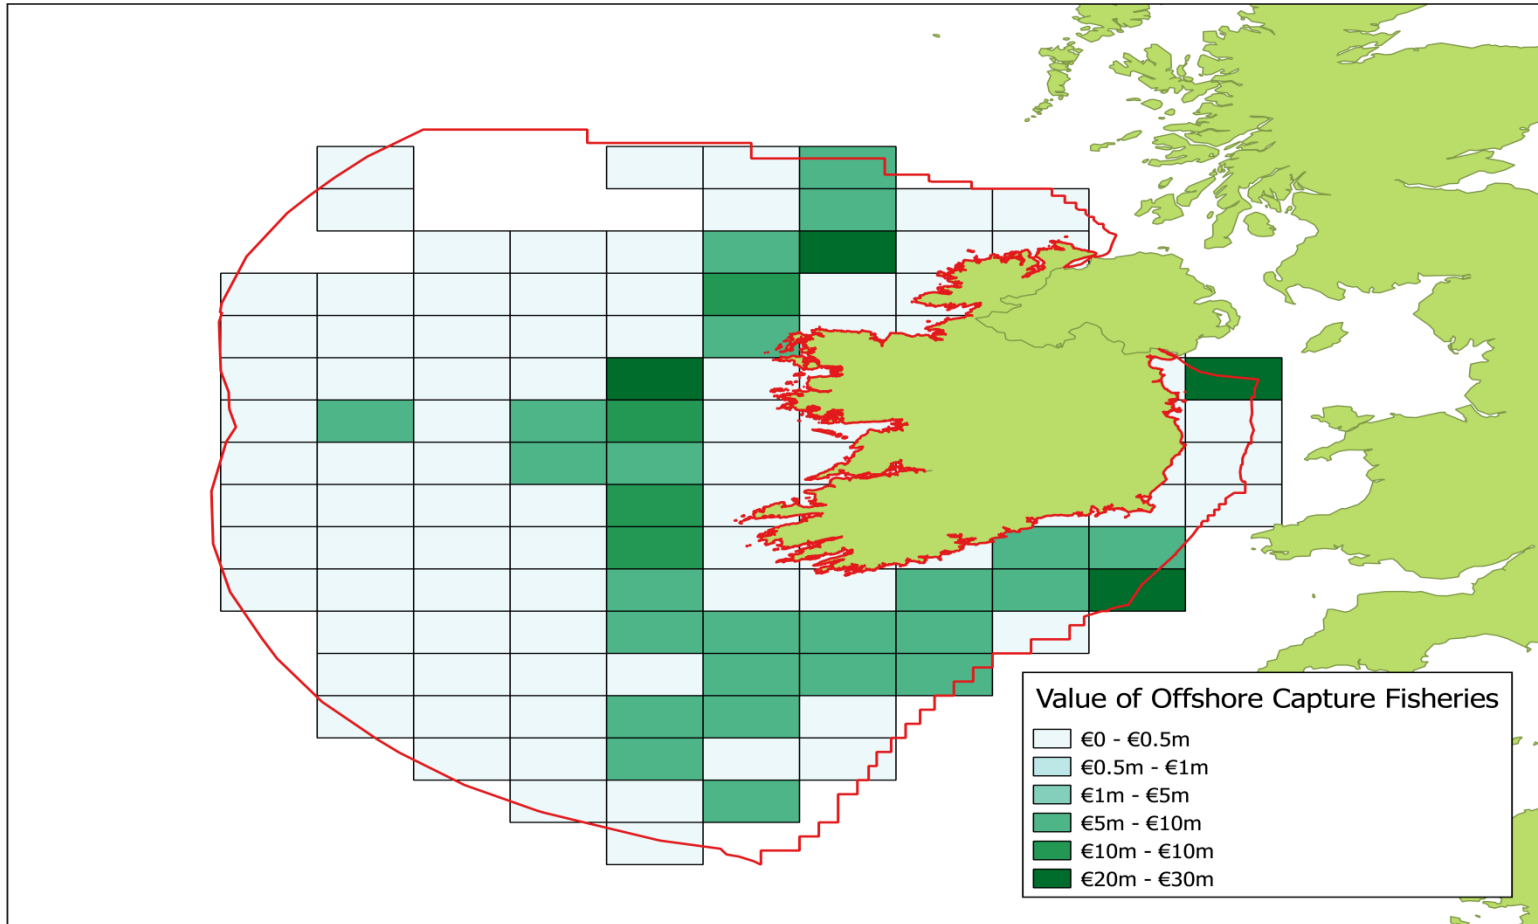 Value of Offshore Capture Fisheries
€0 - €0.5m
€0.5m - €1m
€1m - €5m
€5m - €10m
€10m - €10m
€20m - €30m